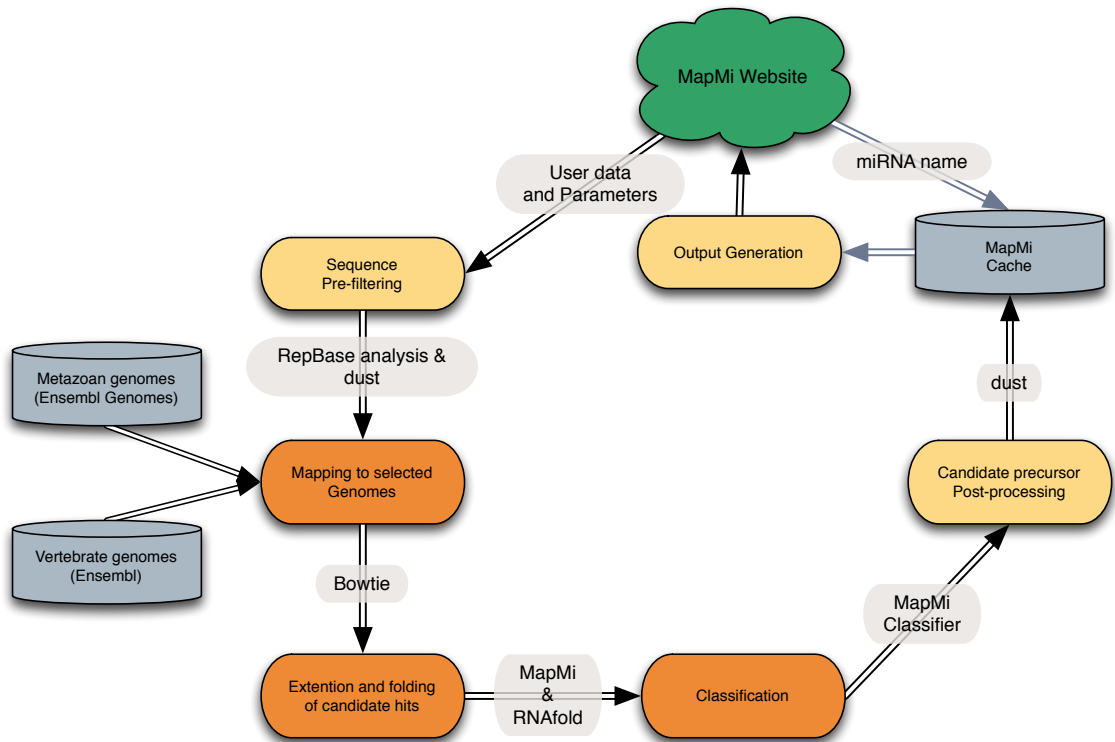 MapMi Website
miRNA name
User data
and Parameters
MapMi
Cache
Output Generation
Sequence
Pre-filtering
RepBase analysis &
dust
Metazoan genomes
(Ensembl Genomes)
dust
Mapping to selected
Genomes
Candidate precursor
Post-processing
Vertebrate genomes
(Ensembl)
Bowtie
MapMi
Classifier
Extention and folding
of candidate hits
MapMi
&
RNAfold
Classification